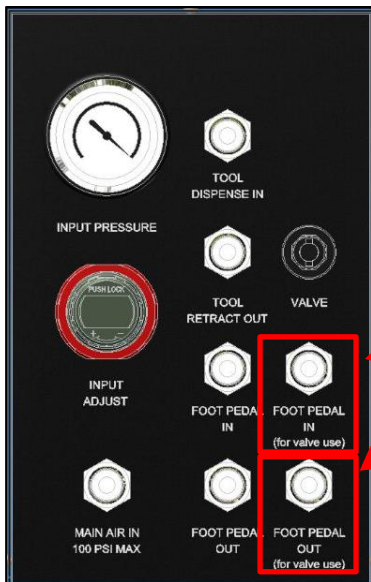 TOOL
DISPENSE IN
INPUT PRESSURE
PUSH LOCK
+ −
TOOL
RETRACT OUT
VALVE
INPUT
ADJUST
FOOT PEDAL
IN
FOOT PEDAL
IN
(for valve use)
MAIN AIR IN
100 PSI MAX
FOOT PEDAL
OUT
FOOT PEDAL
OUT
(for valve use)